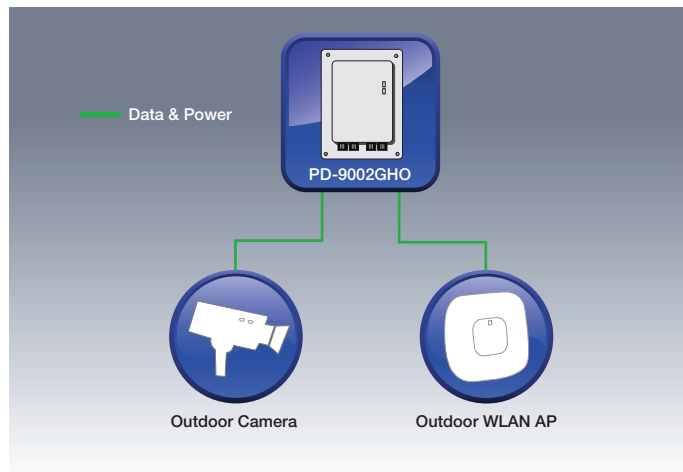 Data & Power
PD-9002GHO
Outdoor Camera
Outdoor WLAN AP